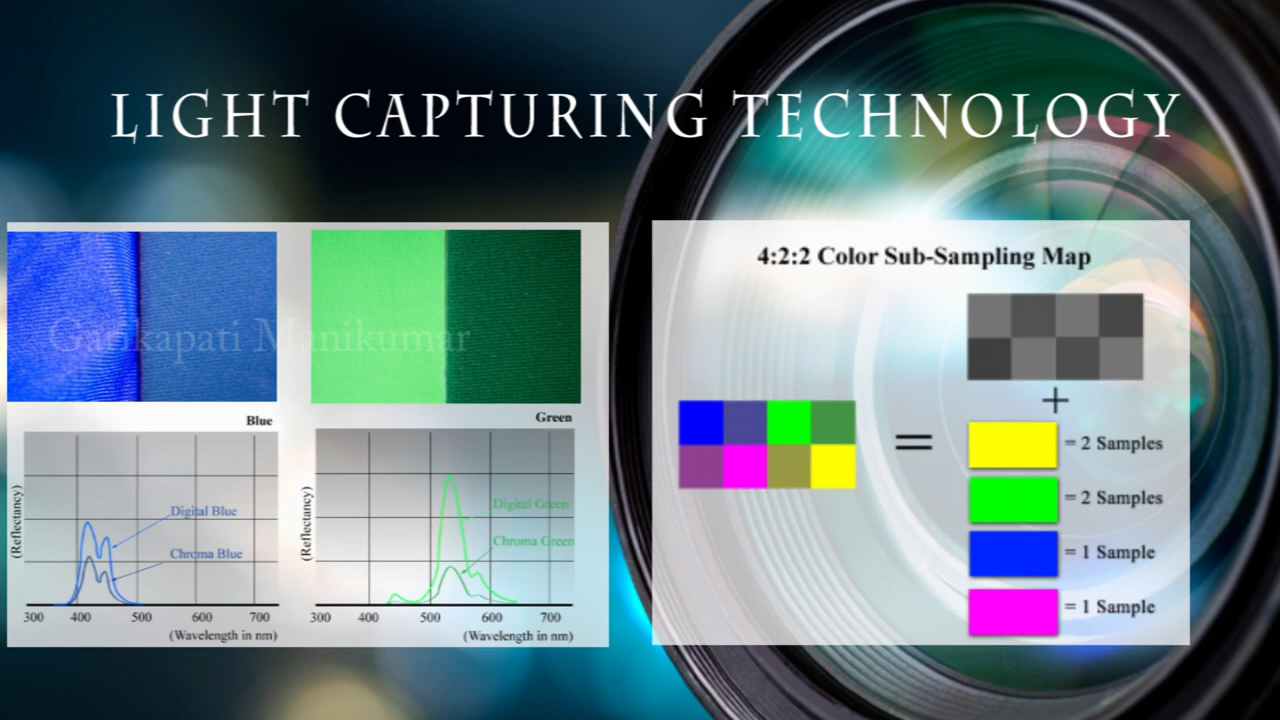 LIGHT CAPTURING TECHNOLOGY
Garikapati Manikumar
Blue
(Reflectancy)
Digital Blue
Chroma Blue
300 400 500 600 700
(Wavelength in nm)
Green
(Reflectancy)
Digital Green
Chroma Green
300 400 500 600 700
(Wavelength in nm)
4:2:2 Color Sub-Sampling Map
+
=
= 2 Samples
= 2 Samples
= 1 Sample
= 1 Sample